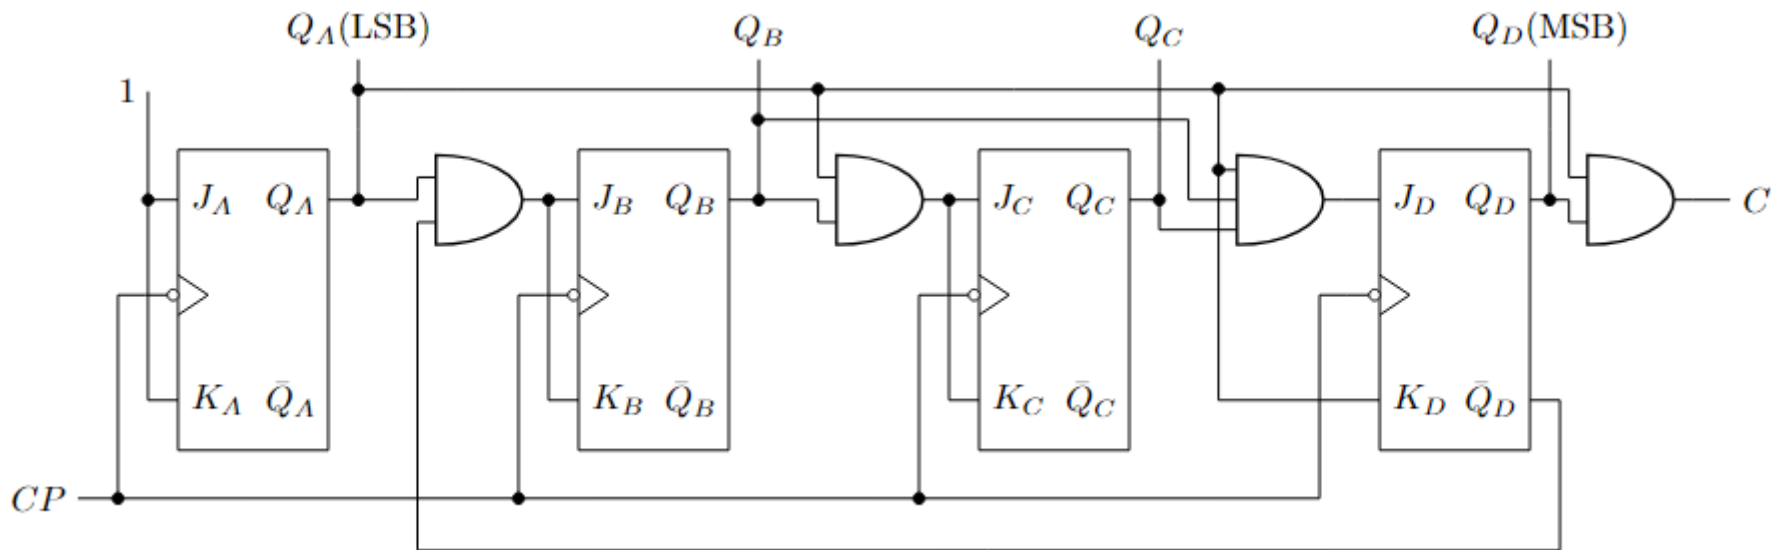 Q_A(LSB) Q_B Q_C Q_D(MSB)
1
J_A Q_A J_B Q_B J_C Q_C J_D Q_D C
K_A Q̄_A K_B Q̄_B K_C Q̄_C K_D Q̄_D
CP